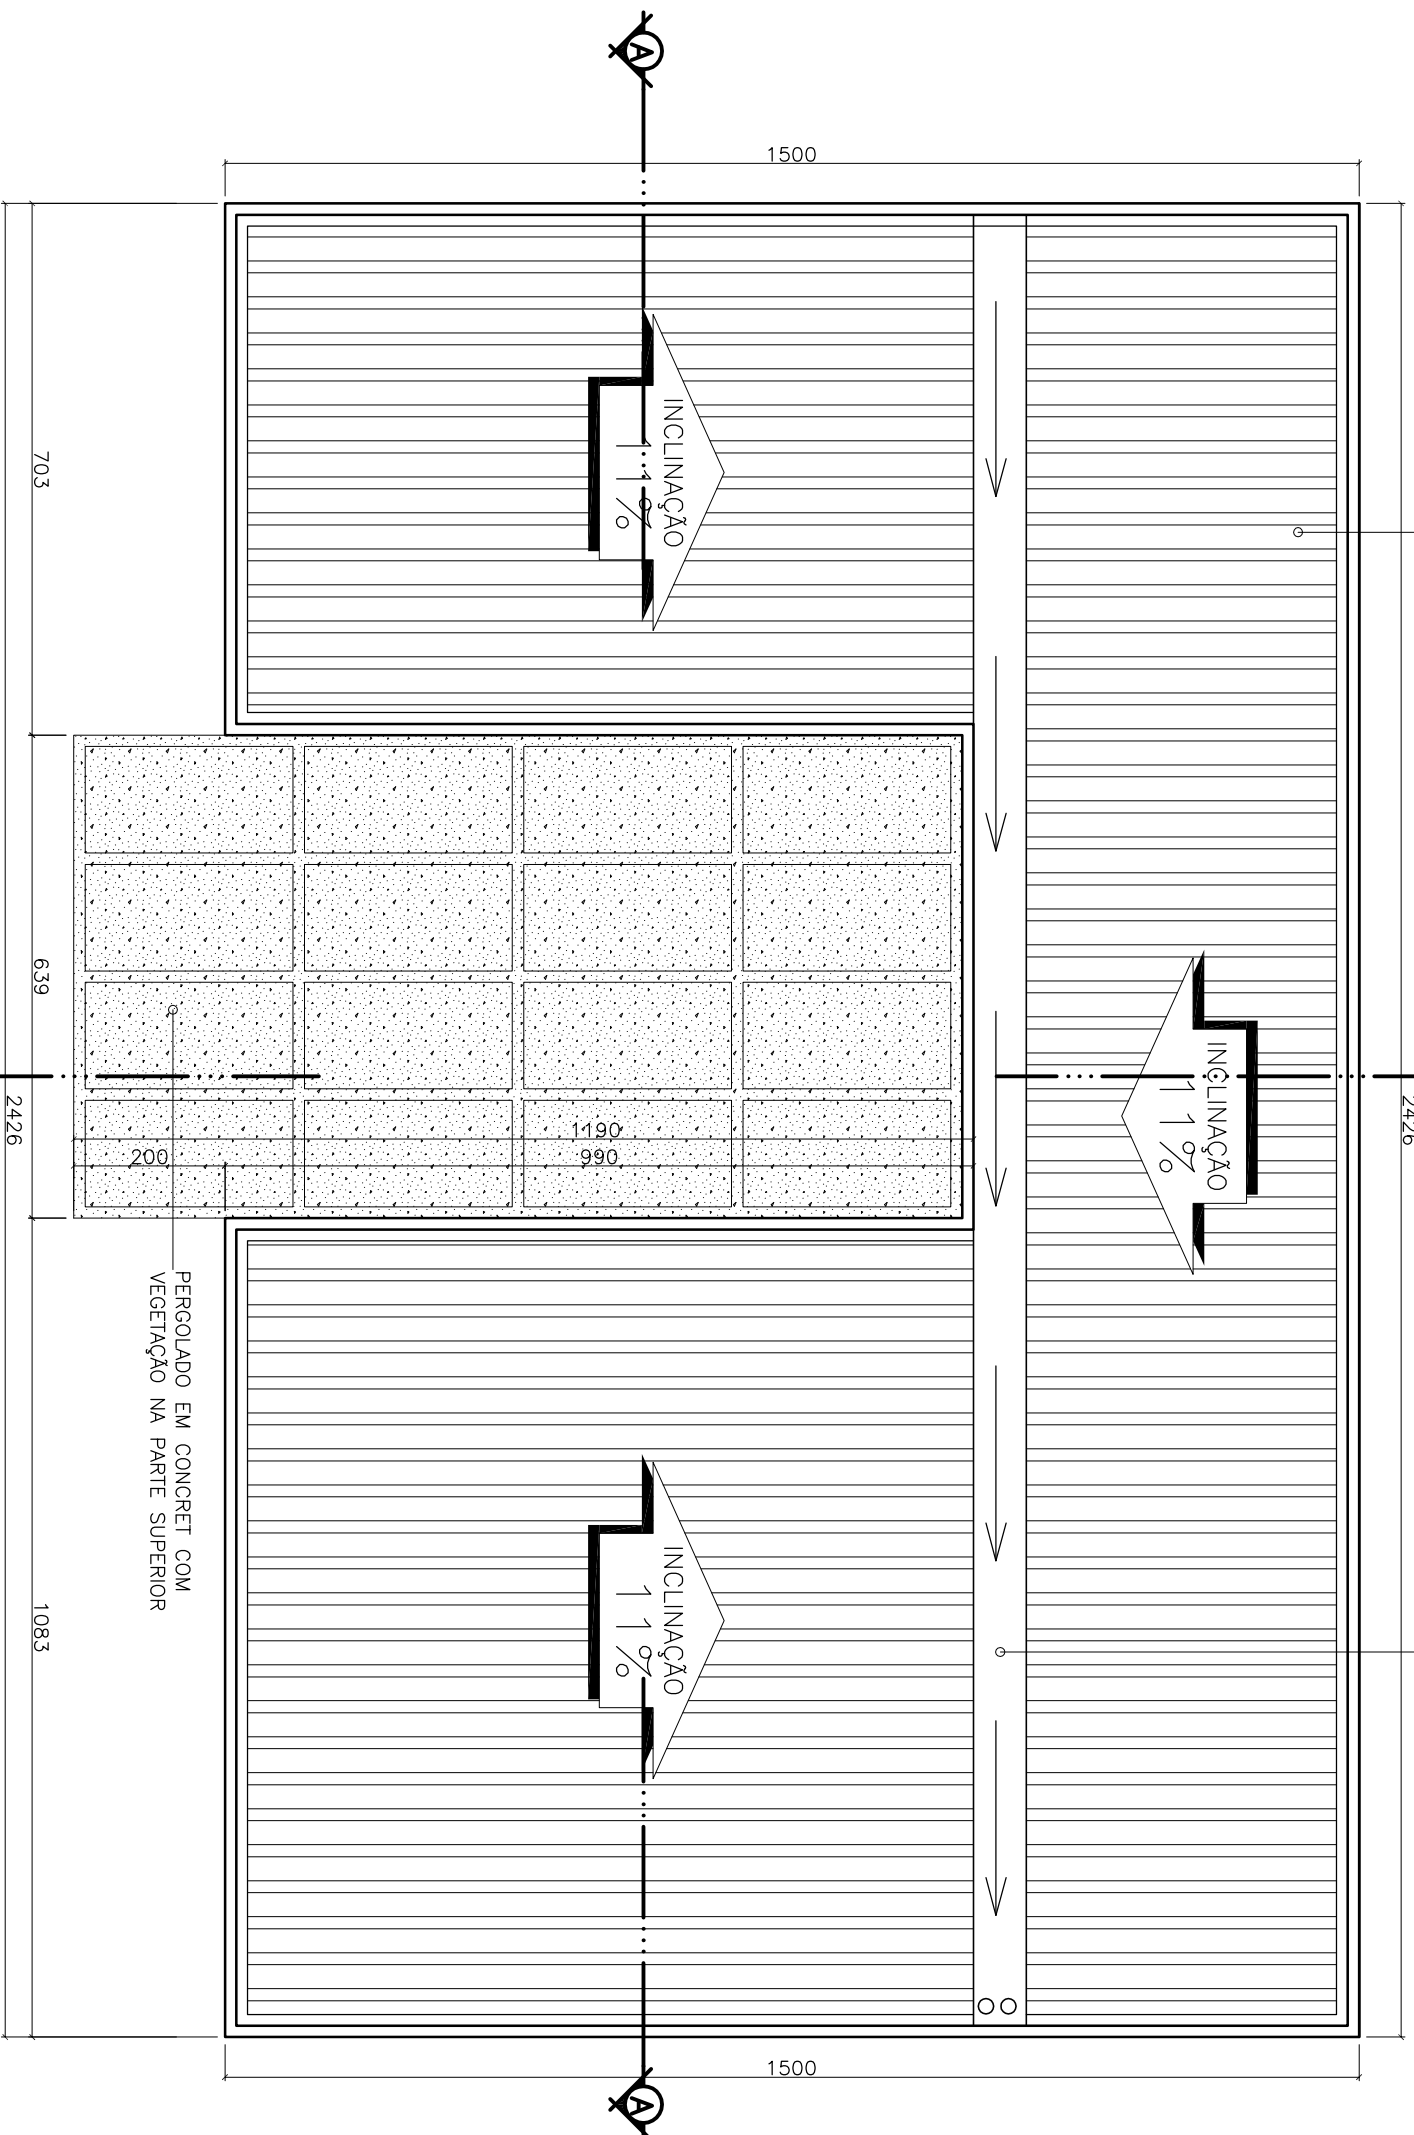 A
1500
2426
INCLINAÇÃO
11%
703
INCLINAÇÃO
11%
639
2426
2426
1190
990
200
PERGOLADO EM CONCRET COM
VEGETAÇÃO NA PARTE SUPERIOR
INCLINAÇÃO
11%
1083
1500
A